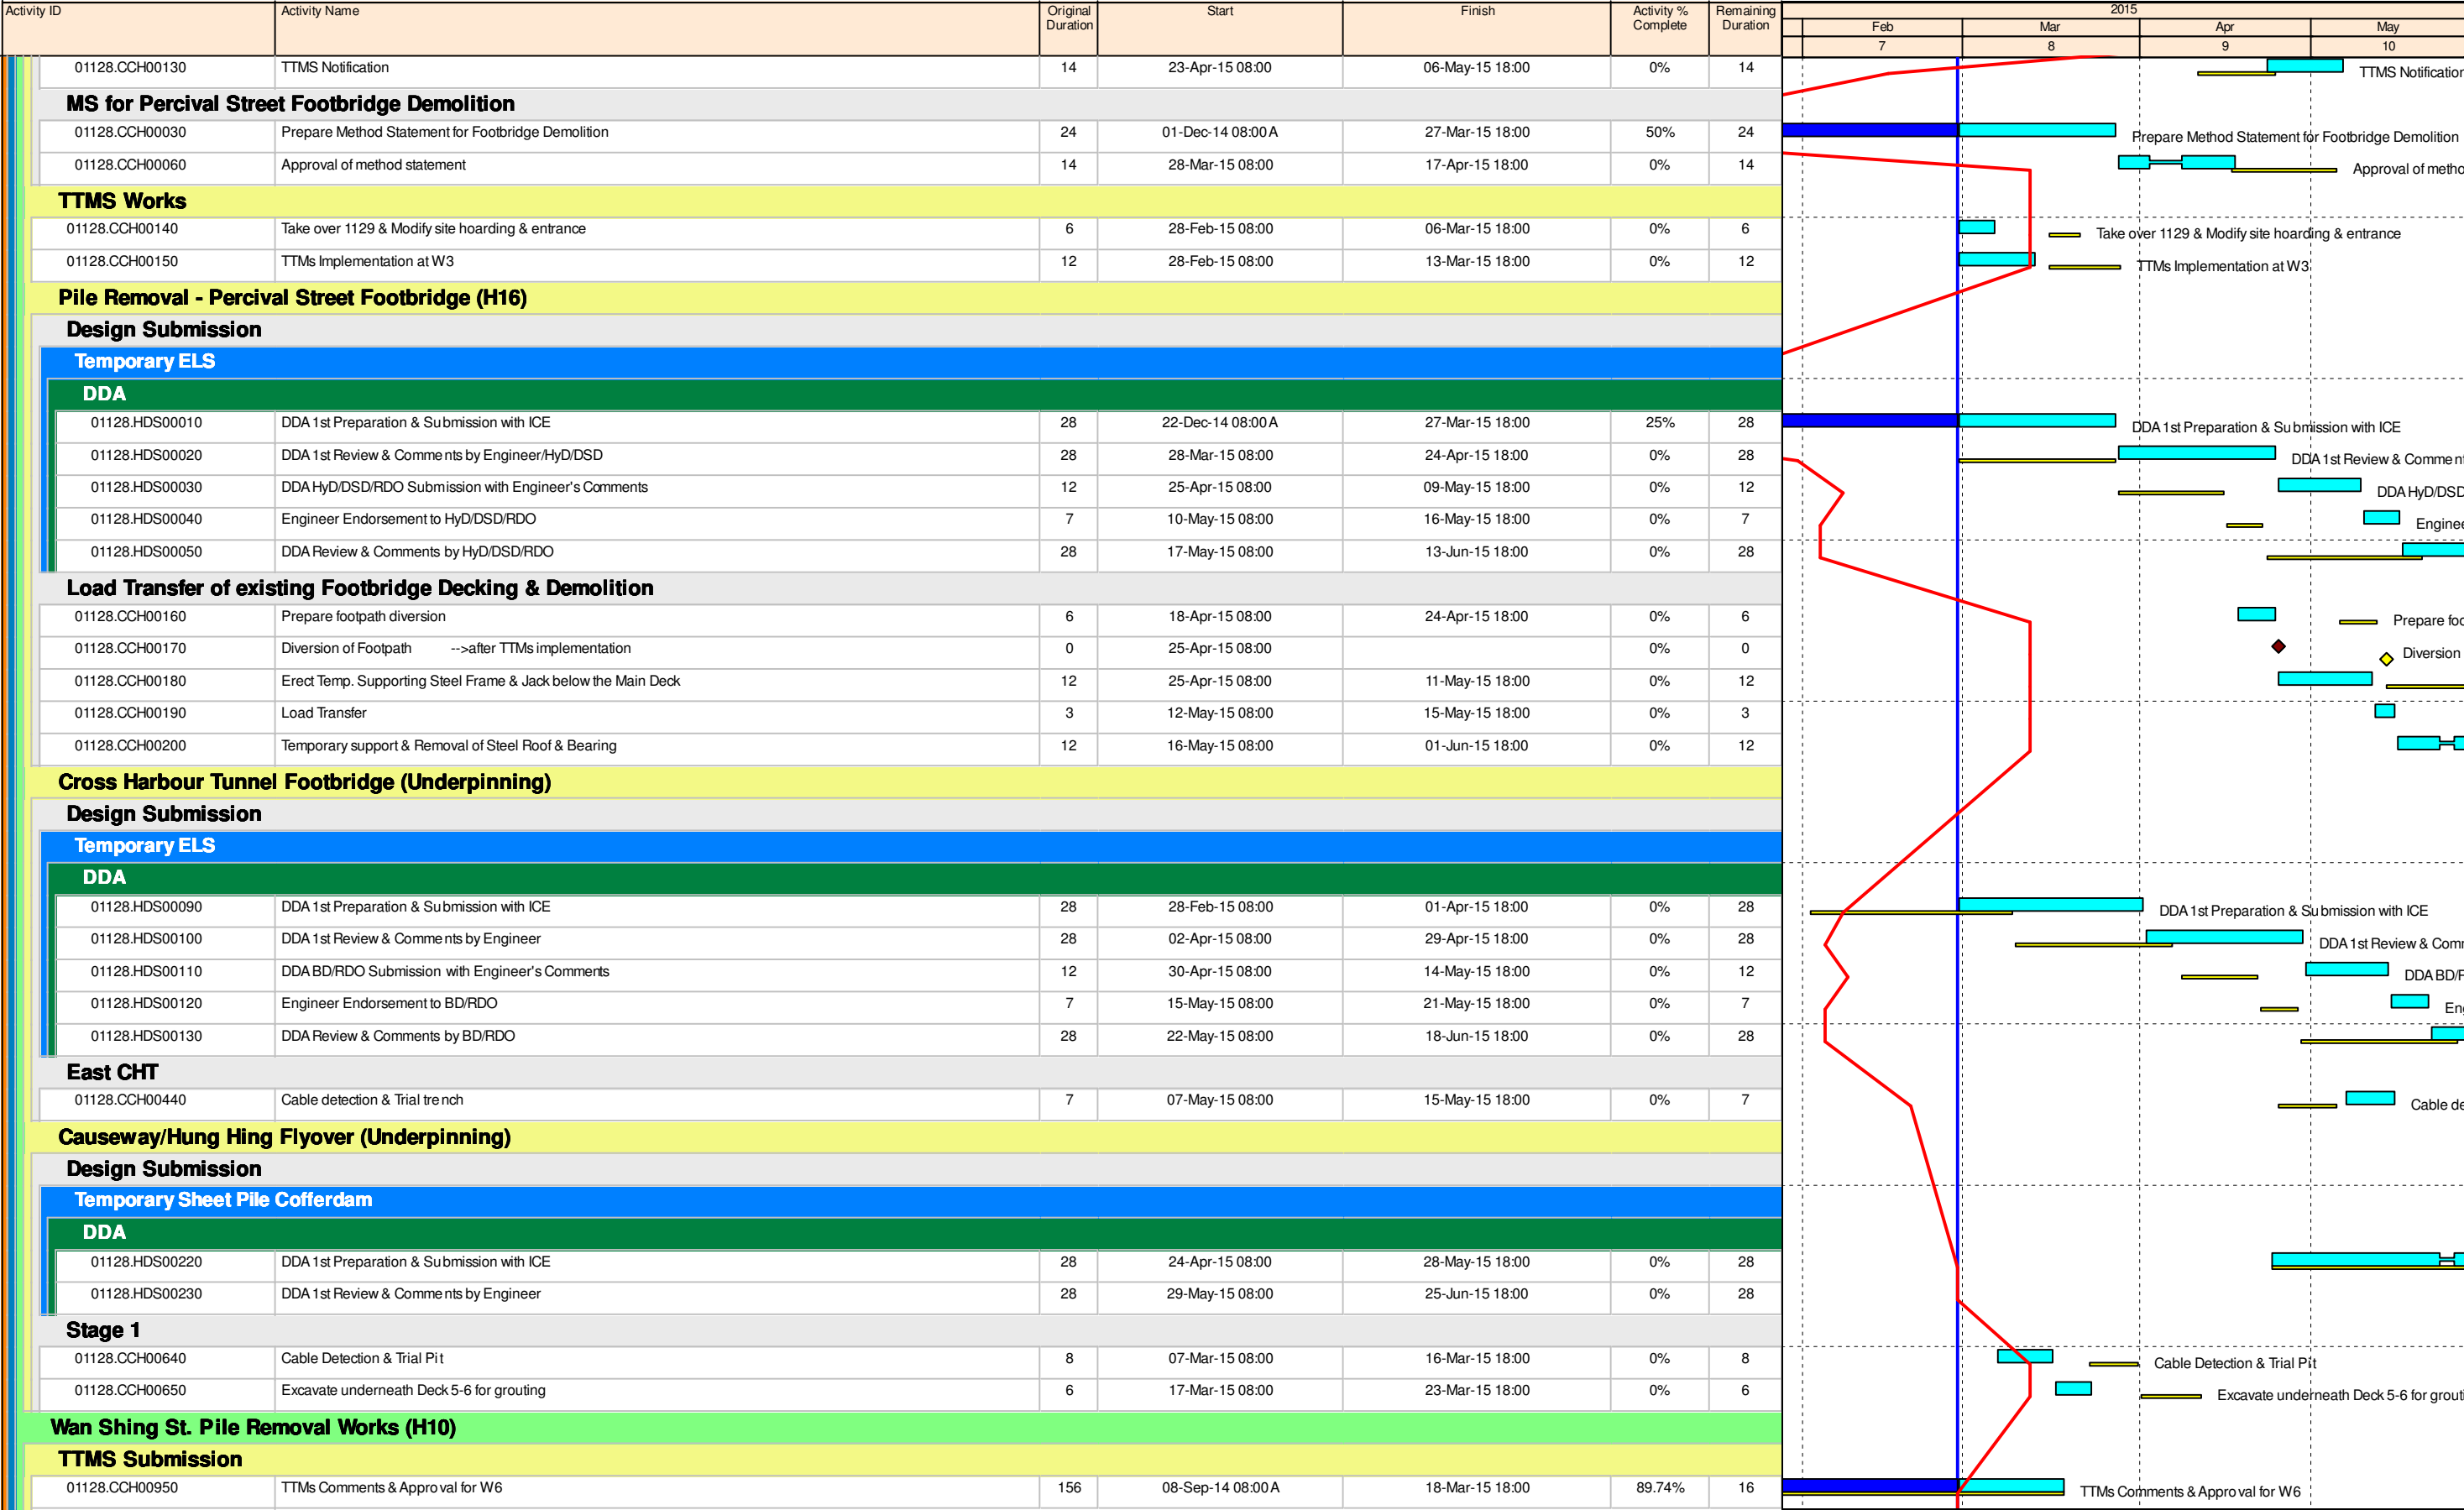 Activity ID Activity Name Original Duration Start Finish Activity % Complete Remaining Duration 2015
Feb Mar Apr May
7 8 9 10
01128.CCH00130 TTMS Notification 14 23-Apr-15 08:00 06-May-15 18:00 0% 14 TTMS Notification
MS for Percival Street Footbridge Demolition
01128.CCH00030 Prepare Method Statement for Footbridge Demolition 24 01-Dec-14 08:00 A 27-Mar-15 18:00 50% 24 Prepare Method Statement for Footbridge Demolition
01128.CCH00060 Approval of method statement 14 28-Mar-15 08:00 17-Apr-15 18:00 0% 14 Approval of metho
TTMS Works
01128.CCH00140 Take over 1129 & Modify site hoarding & entrance 6 28-Feb-15 08:00 06-Mar-15 18:00 0% 6 Take over 1129 & Modify site hoarding & entrance
01128.CCH00150 TTMs Implementation at W3 12 28-Feb-15 08:00 13-Mar-15 18:00 0% 12 TTMs Implementation at W3
Pile Removal - Percival Street Footbridge (H16)
Design Submission
Temporary ELS
DDA
01128.HDS00010 DDA 1st Preparation & Submission with ICE 28 22-Dec-14 08:00 A 27-Mar-15 18:00 25% 28 DDA 1st Preparation & Submission with ICE
01128.HDS00020 DDA 1st Review & Comments by Engineer/HyD/DSD 28 28-Mar-15 08:00 24-Apr-15 18:00 0% 28 DDA 1st Review & Commen
01128.HDS00030 DDA HyD/DSD/RDO Submission with Engineer's Comments 12 25-Apr-15 08:00 09-May-15 18:00 0% 12 DDA HyD/DSD
01128.HDS00040 Engineer Endorsement to HyD/DSD/RDO 7 10-May-15 08:00 16-May-15 18:00 0% 7 Enginee
01128.HDS00050 DDA Review & Comments by HyD/DSD/RDO 28 17-May-15 08:00 13-Jun-15 18:00 0% 28
Load Transfer of existing Footbridge Decking & Demolition
01128.CCH00160 Prepare footpath diversion 6 18-Apr-15 08:00 24-Apr-15 18:00 0% 6 Prepare foo
01128.CCH00170 Diversion of Footpath -->after TTMs implementation 0 25-Apr-15 08:00 0% 0 Diversion
01128.CCH00180 Erect Temp. Supporting Steel Frame & Jack below the Main Deck 12 25-Apr-15 08:00 11-May-15 18:00 0% 12
01128.CCH00190 Load Transfer 3 12-May-15 08:00 15-May-15 18:00 0% 3
01128.CCH00200 Temporary support & Removal of Steel Roof & Bearing 12 16-May-15 08:00 01-Jun-15 18:00 0% 12
Cross Harbour Tunnel Footbridge (Underpinning)
Design Submission
Temporary ELS
DDA
01128.HDS00090 DDA 1st Preparation & Submission with ICE 28 28-Feb-15 08:00 01-Apr-15 18:00 0% 28 DDA 1st Preparation & Submission with ICE
01128.HDS00100 DDA 1st Review & Comments by Engineer 28 02-Apr-15 08:00 29-Apr-15 18:00 0% 28 DDA 1st Review & Com
01128.HDS00110 DDA BD/RDO Submission with Engineer's Comments 12 30-Apr-15 08:00 14-May-15 18:00 0% 12 DDA BD/R
01128.HDS00120 Engineer Endorsement to BD/RDO 7 15-May-15 08:00 21-May-15 18:00 0% 7 Eng
01128.HDS00130 DDA Review & Comments by BD/RDO 28 22-May-15 08:00 18-Jun-15 18:00 0% 28
East CHT
01128.CCH00440 Cable detection & Trial trench 7 07-May-15 08:00 15-May-15 18:00 0% 7 Cable de
Causeway/Hung Hing Flyover (Underpinning)
Design Submission
Temporary Sheet Pile Cofferdam
DDA
01128.HDS00220 DDA 1st Preparation & Submission with ICE 28 24-Apr-15 08:00 28-May-15 18:00 0% 28
01128.HDS00230 DDA 1st Review & Comments by Engineer 28 29-May-15 08:00 25-Jun-15 18:00 0% 28
Stage 1
01128.CCH00640 Cable Detection & Trial Pit 8 07-Mar-15 08:00 16-Mar-15 18:00 0% 8 Cable Detection & Trial Pit
01128.CCH00650 Excavate underneath Deck 5-6 for grouting 6 17-Mar-15 08:00 23-Mar-15 18:00 0% 6 Excavate underneath Deck 5-6 for grouti
Wan Shing St. Pile Removal Works (H10)
TTMS Submission
01128.CCH00950 TTMs Comments & Approval for W6 156 08-Sep-14 08:00 A 18-Mar-15 18:00 89.74% 16 TTMs Comments & Approval for W6